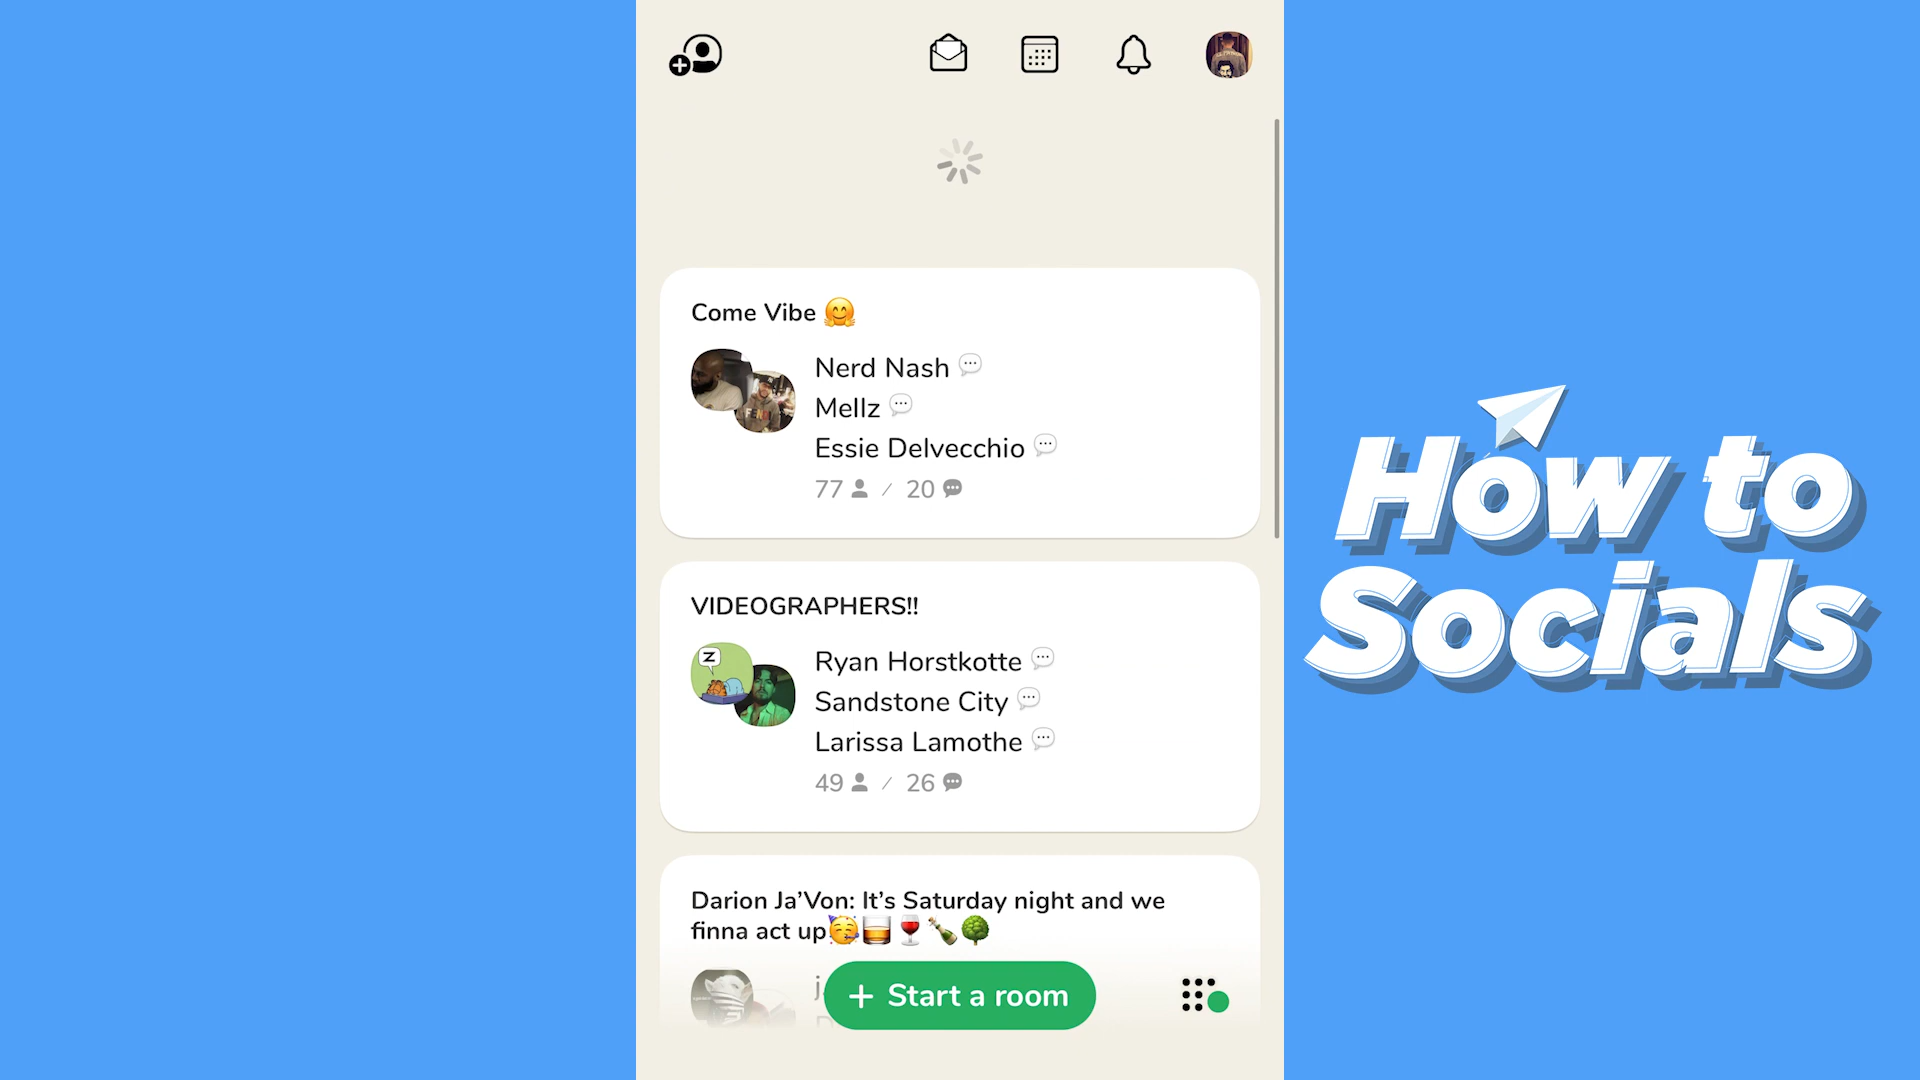 Come Vibe 🤗
Nerd Nash
Mellz
Essie Delvecchio
77 / 20
VIDEOGRAPHERS!!
Z
Ryan Horstkotte
Sandstone City
Larissa Lamothe
49 / 26
Darion Ja’Von: It’s Saturday night and we
finna act up🥳🥃🍷🍾🌳
+ Start a room
How to
Socials